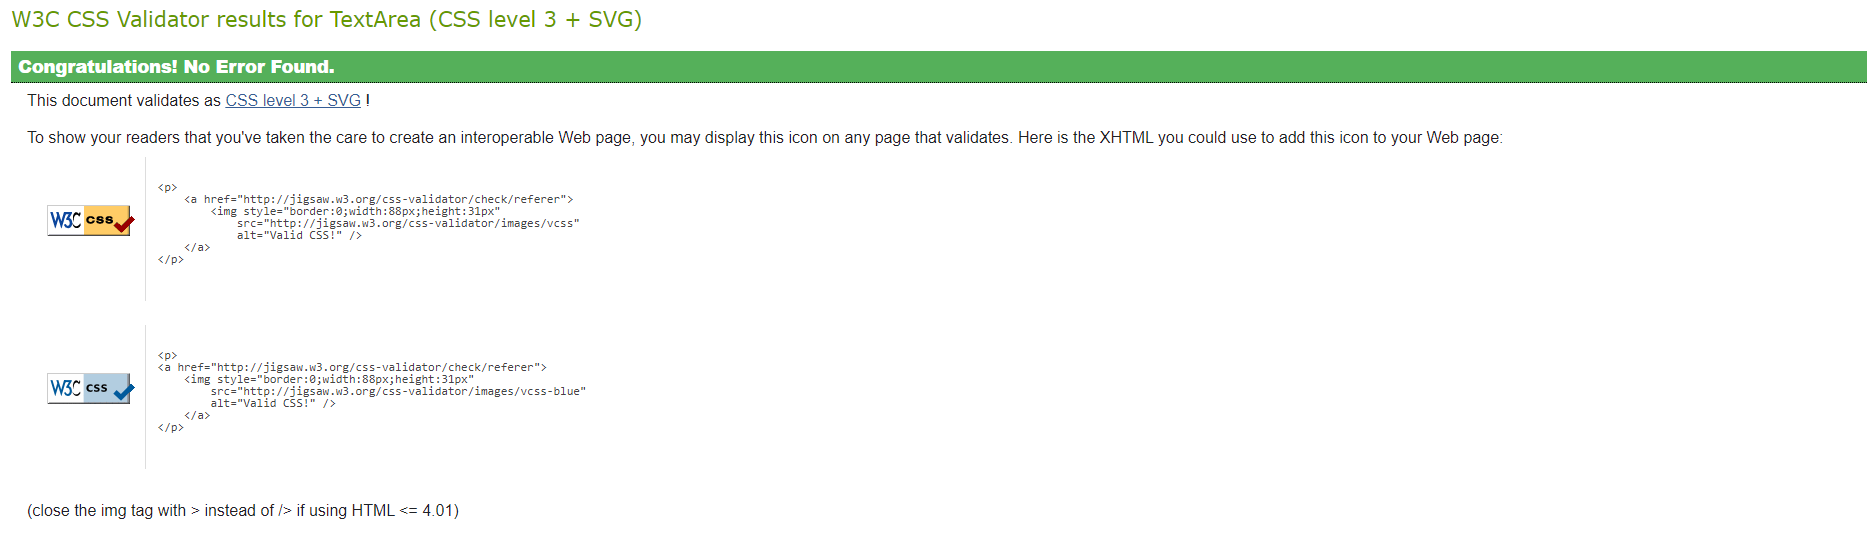 W3C CSS Validator results for TextArea (CSS level 3 + SVG)
Congratulations! No Error Found.
This document validates as CSS level 3 + SVG !
To show your readers that you've taken the care to create an interoperable Web page, you may display this icon on any page that validates. Here is the XHTML you could use to add this icon to your Web page:
W3C css
<p>
    <a href="http://jigsaw.w3.org/css-validator/check/referer">
        <img style="border:0;width:88px;height:31px"
            src="http://jigsaw.w3.org/css-validator/images/vcss"
            alt="Valid CSS!" />
    </a>
</p>
W3C css
<p>
<a href="http://jigsaw.w3.org/css-validator/check/referer">
    <img style="border:0;width:88px;height:31px"
        src="http://jigsaw.w3.org/css-validator/images/vcss-blue"
        alt="Valid CSS!" />
    </a>
</p>
(close the img tag with > instead of /> if using HTML <= 4.01)